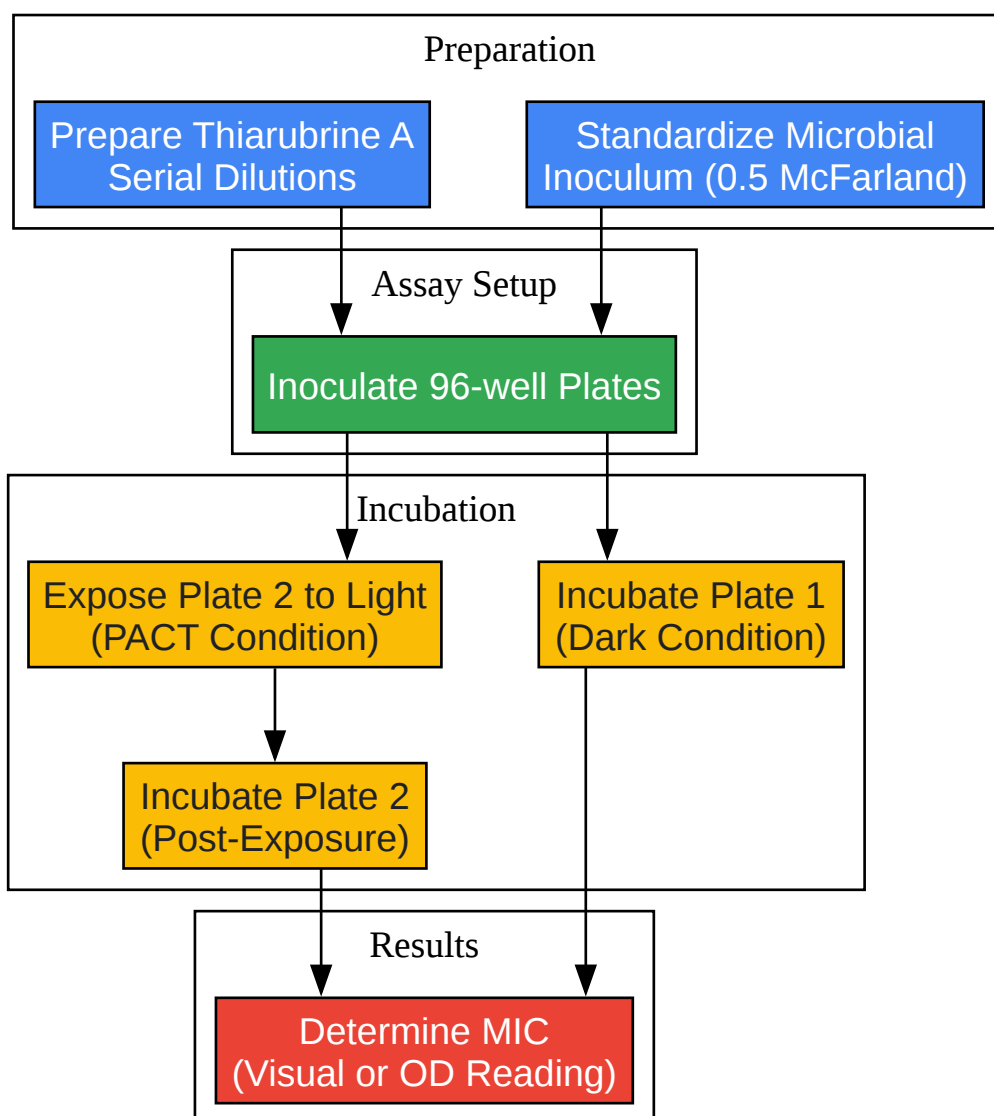 Preparation
Prepare Thiarubrine A
Serial Dilutions
Standardize Microbial
Inoculum (0.5 McFarland)
Assay Setup
Inoculate 96-well Plates
Incubation
Expose Plate 2 to Light
(PACT Condition)
Incubate Plate 1
(Dark Condition)
Incubate Plate 2
(Post-Exposure)
Results
Determine MIC
(Visual or OD Reading)